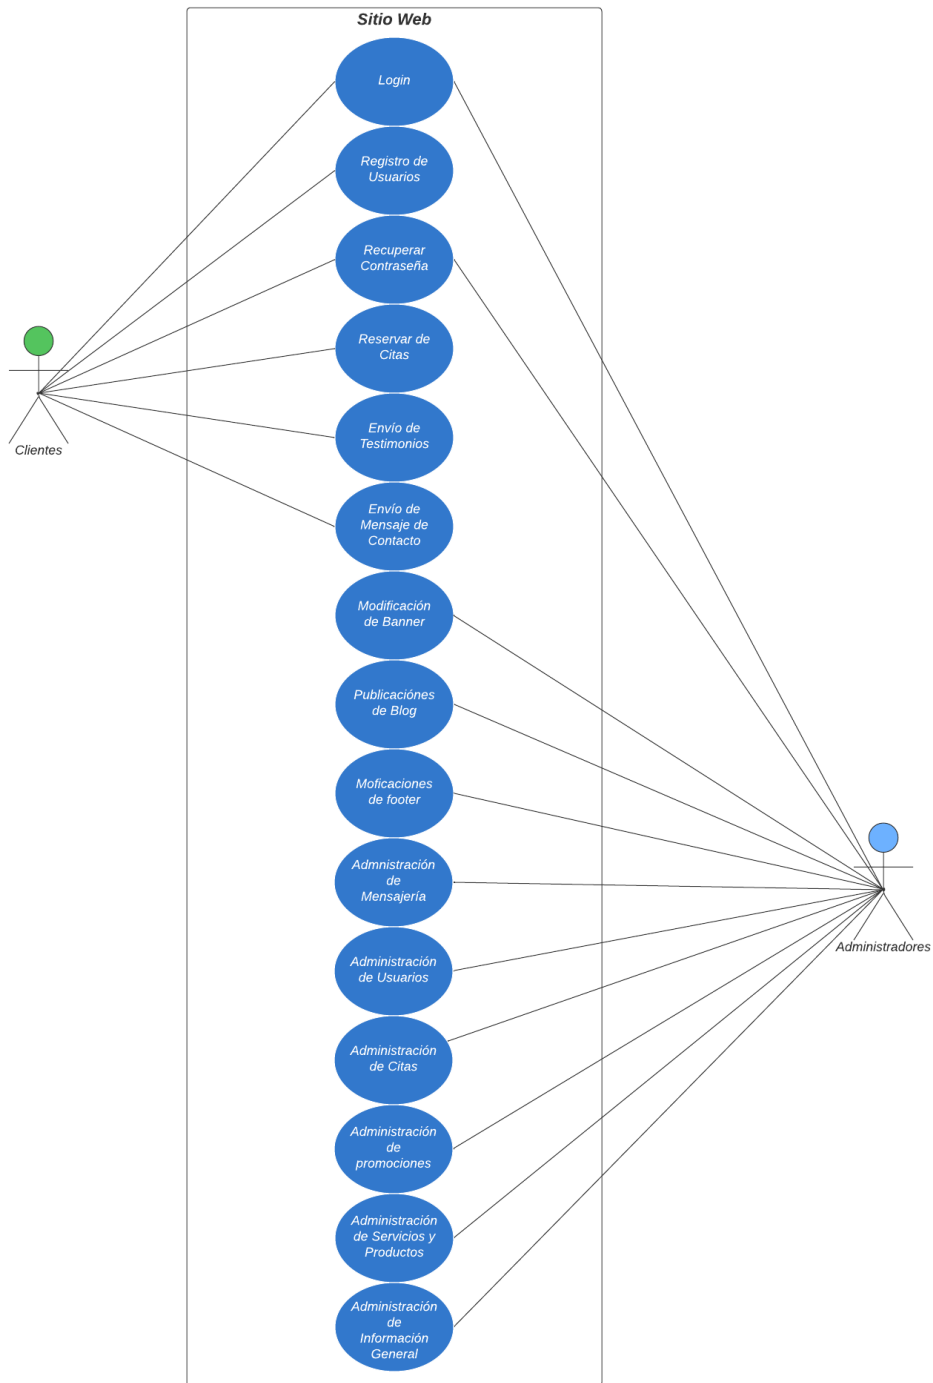 Sitio Web
Login
Registro de
Usuarios
Recuperar
Contraseña
Reservar de
Citas
Envío de
Testimonios
Clientes
Envío de
Mensaje de
Contacto
Modificación
de Banner
Publicaciónes
de Blog
Moficaciones
de footer
Admnistración
de
Mensajería
Administradores
Administración
de Usuarios
Administración
de Citas
Administración
de
promociones
Administración
de Servicios y
Productos
Administración
de
Información
General